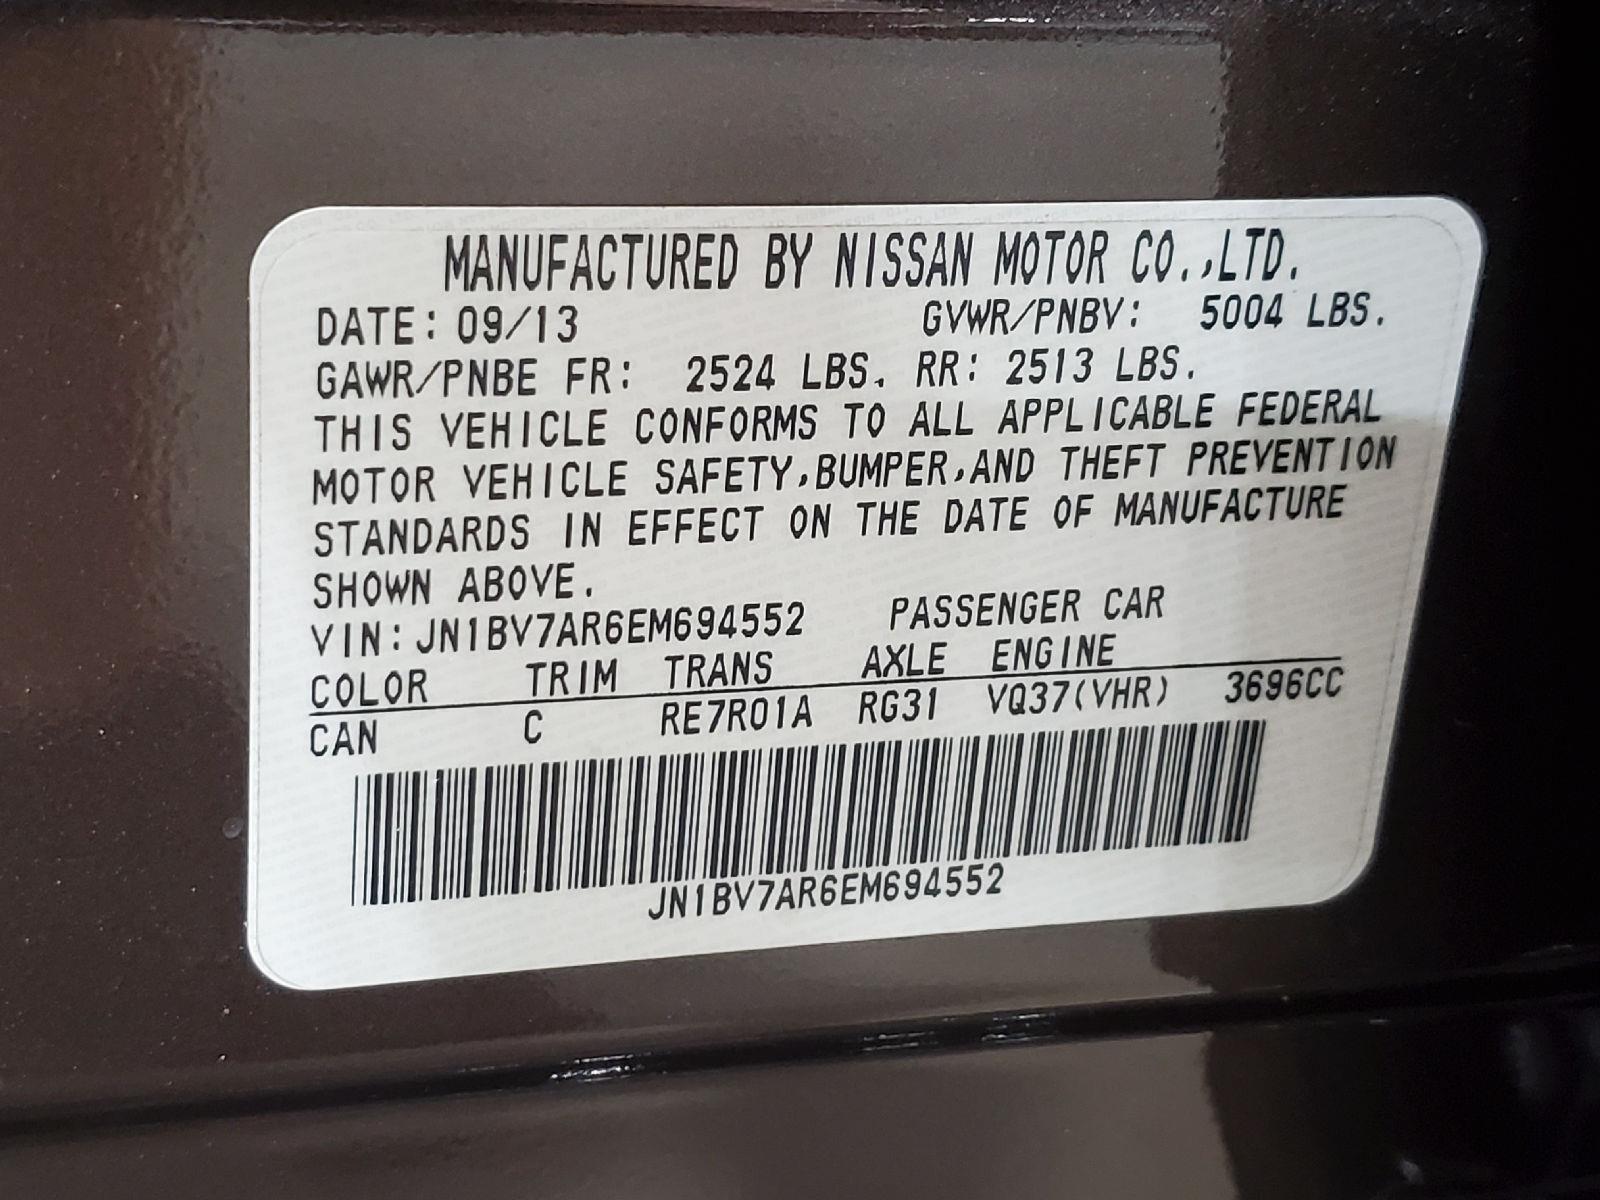 MANUFACTURED BY NISSAN MOTOR CO.,LTD.
DATE: 09/13 GVWR/PNBV: 5004 LBS.
GAWR/PNBE FR: 2524 LBS. RR: 2513 LBS.
THIS VEHICLE CONFORMS TO ALL APPLICABLE FEDERAL
MOTOR VEHICLE SAFETY,BUMPER,AND THEFT PREVENTION
STANDARDS IN EFFECT ON THE DATE OF MANUFACTURE
SHOWN ABOVE.
VIN: JN1BV7AR6EM694552 PASSENGER CAR
COLOR TRIM TRANS AXLE ENGINE
CAN C RE7R01A RG31 VQ37(VHR) 3696CC
JN1BV7AR6EM694552